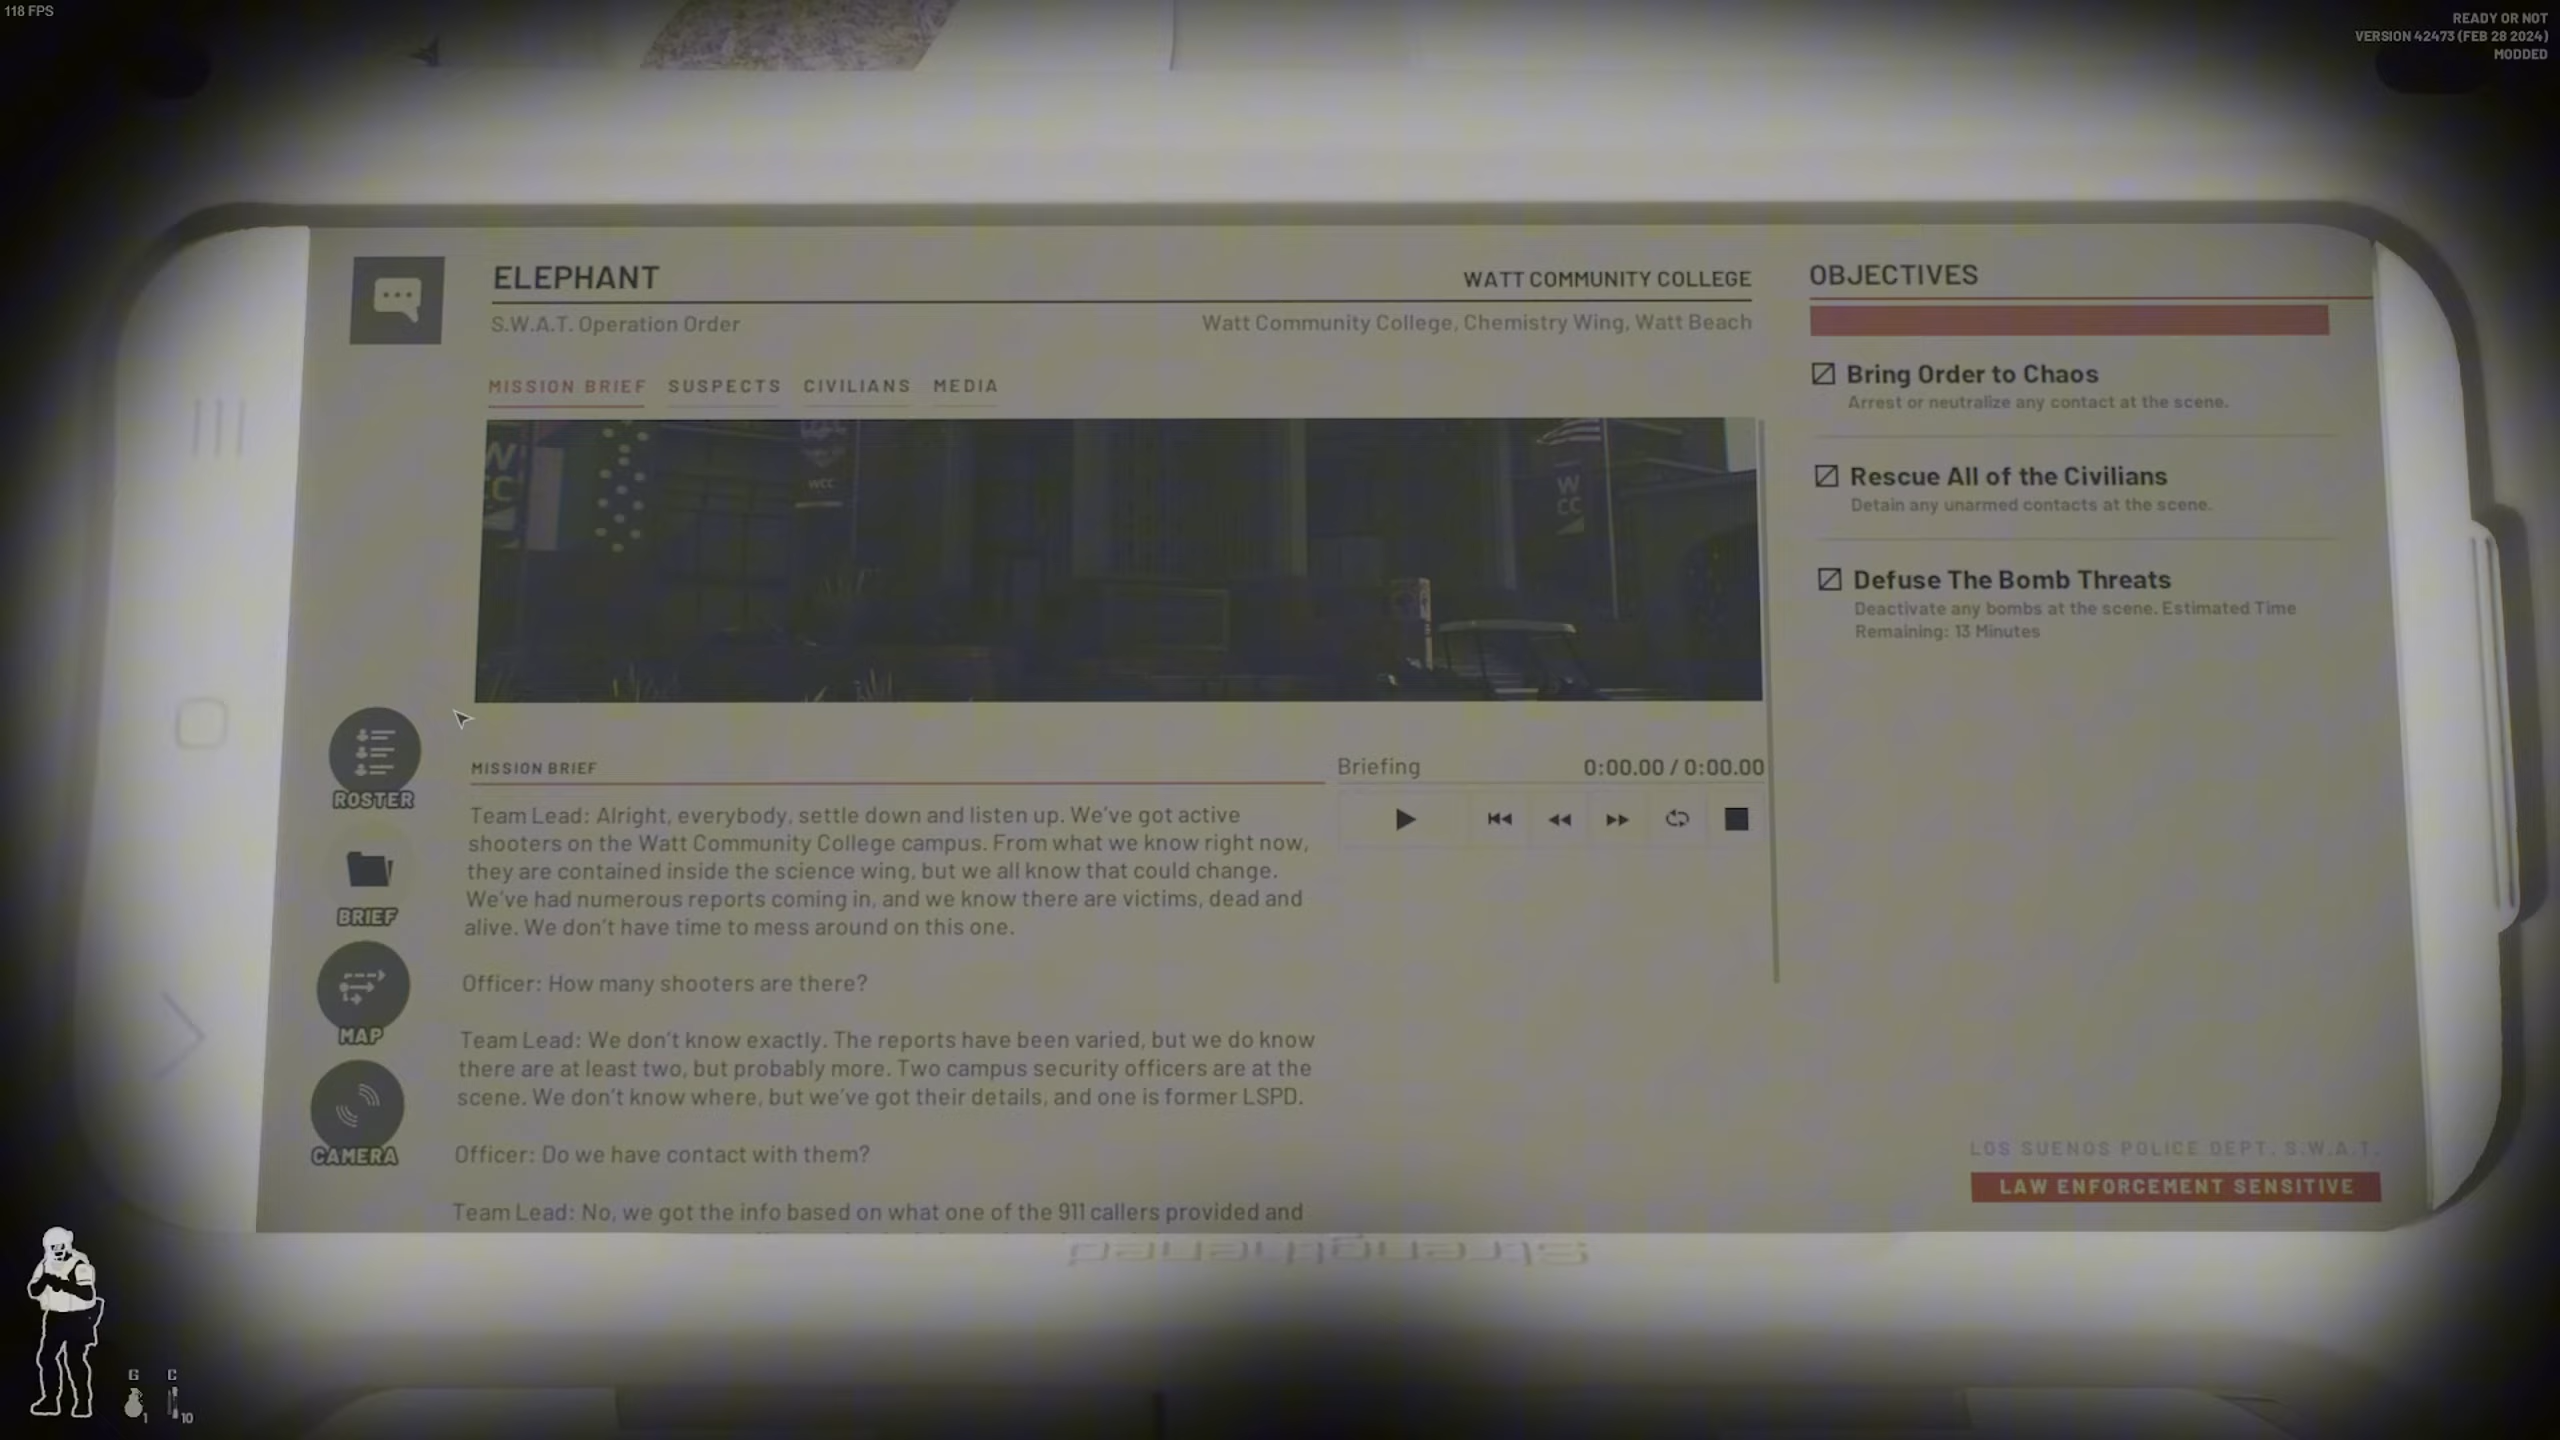 118 FPS
READY OR NOT
VERSION 42473 (FEB 28 2024)
MODDED
ELEPHANT
WATT COMMUNITY COLLEGE
S.W.A.T. Operation Order
Watt Community College, Chemistry Wing, Watt Beach
MISSION BRIEF SUSPECTS CIVILIANS MEDIA
WCC
W
CC
MISSION BRIEF
Briefing 0:00.00 / 0:00.00
Team Lead: Alright, everybody, settle down and listen up. We've got active
shooters on the Watt Community College campus. From what we know right now,
they are contained inside the science wing, but we all know that could change.
We've had numerous reports coming in, and we know there are victims, dead and
alive. We don't have time to mess around on this one.
Officer: How many shooters are there?
Team Lead: We don't know exactly. The reports have been varied, but we do know
there are at least two, but probably more. Two campus security officers are at the
scene. We don't know where, but we've got their details, and one is former LSPD.
Officer: Do we have contact with them?
Team Lead: No, we got the info based on what one of the 911 callers provided and
ROSTER
BRIEF
MAP
CAMERA
OBJECTIVES
Bring Order to Chaos
Arrest or neutralize any contact at the scene.
Rescue All of the Civilians
Detain any unarmed contacts at the scene.
Defuse The Bomb Threats
Deactivate any bombs at the scene. Estimated Time
Remaining: 13 Minutes
LOS SUENOS POLICE DEPT. S.W.A.T.
LAW ENFORCEMENT SENSITIVE
G C
1 10